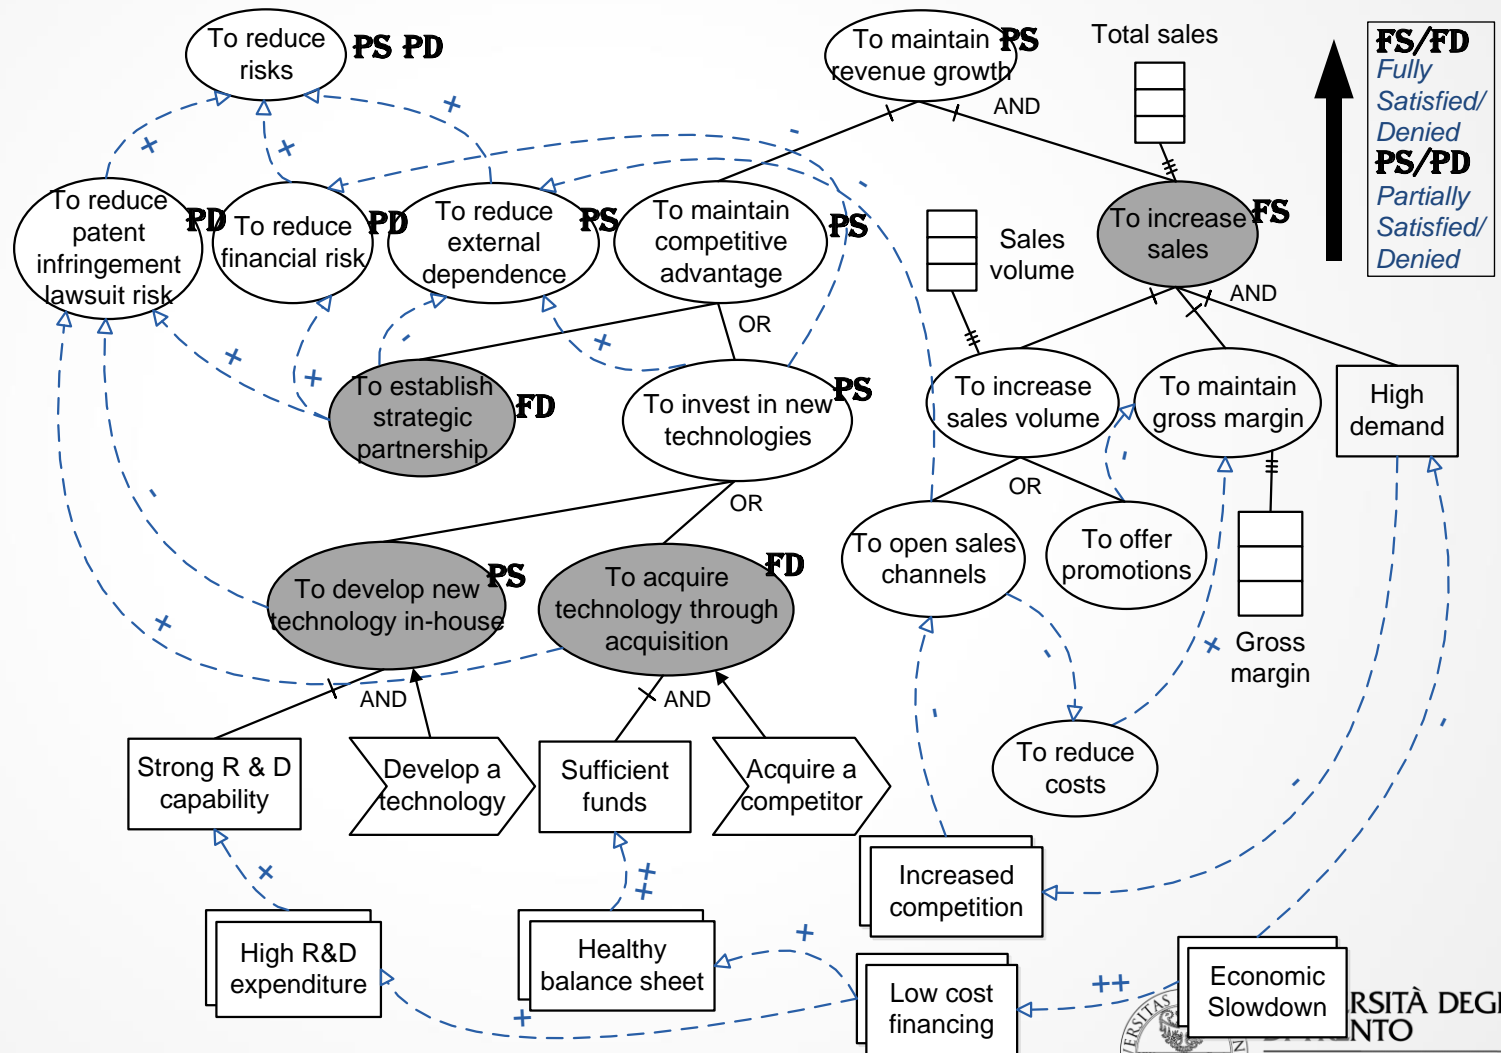 To reduce
risks
PS PD
To maintain
revenue growth
PS
Total sales
AND
FS/FD
Fully
Satisfied/
Denied
PS/PD
Partially
Satisfied/
Denied
+
+
+
-
-
To reduce
patent
infringement
lawsuit risk
PD
To reduce
financial risk
PD
To reduce
external
dependence
PS
To maintain
competitive
advantage
PS
Sales
volume
To increase
sales
FS
AND
OR
+
+
-
+
To establish
strategic
partnership
FD
To invest in new
technologies
PS
To increase
sales volume
To maintain
gross margin
High
demand
-
OR
OR
-
To develop new
technology in-house
PS
To acquire
technology through
acquisition
FD
To open sales
channels
To offer
promotions
+
-
+
Gross
margin
AND
AND
-
-
-
Strong R & D
capability
Develop a
technology
Sufficient
funds
Acquire a
competitor
To reduce
costs
+
++
Increased
competition
High R&D
expenditure
Healthy
balance sheet
+
+
Low cost
financing
++
Economic
Slowdown
RSITÀ DEGI
NTO